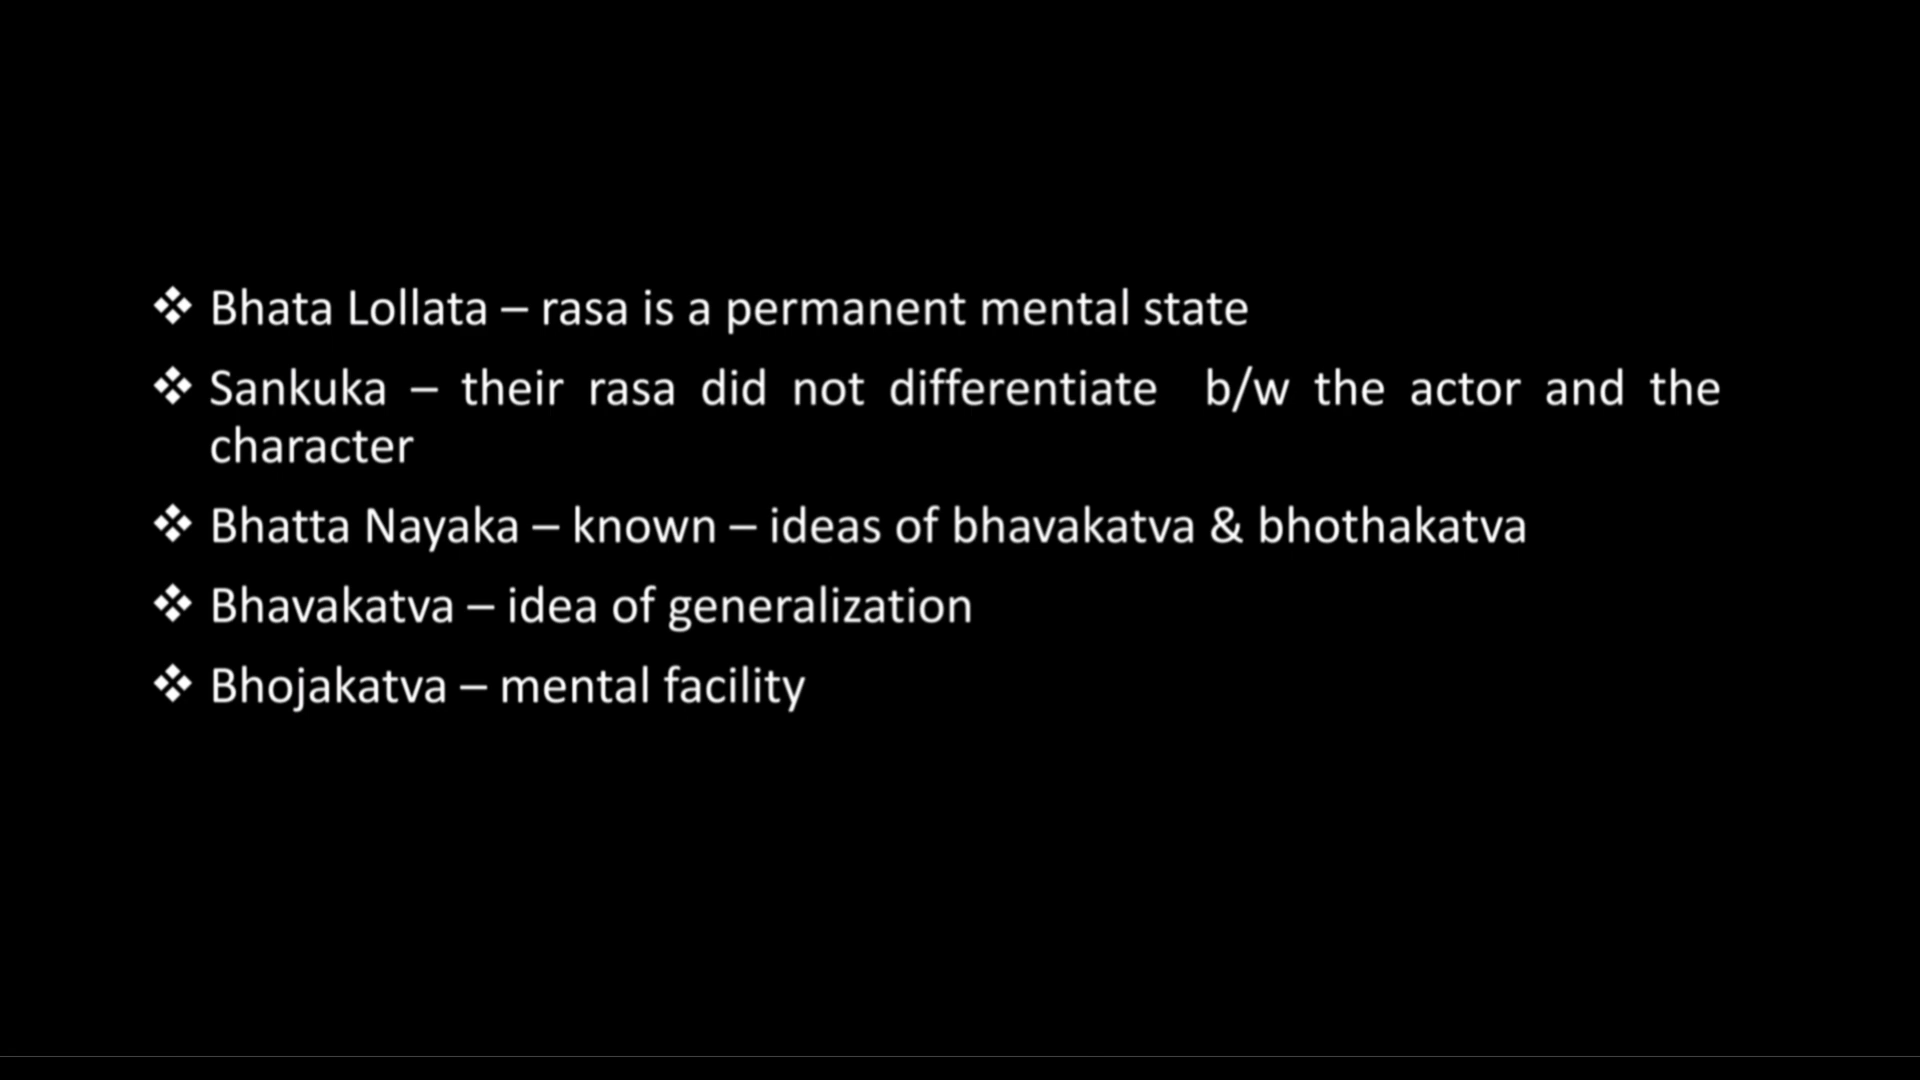 ❖ Bhata Lollata – rasa is a permanent mental state
❖ Sankuka – their rasa did not differentiate b/w the actor and the
character
❖ Bhatta Nayaka – known – ideas of bhavakatva & bhothakatva
❖ Bhavakatva – idea of generalization
❖ Bhojakatva – mental facility